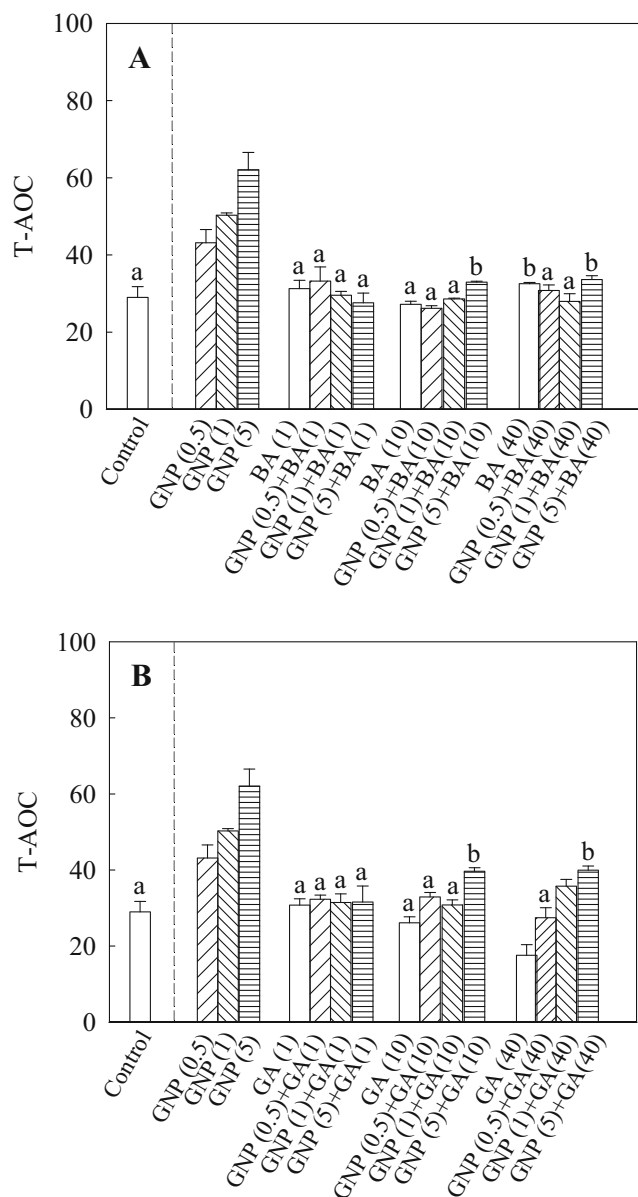 100
A
80
T-AOC
60
40
20
0
a
a a a a
a a a b
b a a b
Control
GNP (0.5)
GNP (1)
GNP (5)
BA (1)
GNP (0.5)+BA(1)
GNP (1)+BA(1)
GNP (5)+BA(1)
BA (10)
GNP (0.5)+BA(10)
GNP (1)+BA(10)
GNP (5)+BA(10)
BA (40)
GNP (0.5)+BA(40)
GNP (1)+BA(40)
GNP (5)+BA(40)
100
B
80
T-AOC
60
40
20
0
a
a a a a
a a a b
a b
Control
GNP (0.5)
GNP (1)
GNP (5)
GA (1)
GNP (0.5)+GA(1)
GNP (1)+GA(1)
GNP (5)+GA(1)
GA (10)
GNP (0.5)+GA(10)
GNP (1)+GA(10)
GNP (5)+GA(10)
GA (40)
GNP (0.5)+GA(40)
GNP (1)+GA(40)
GNP (5)+GA(40)